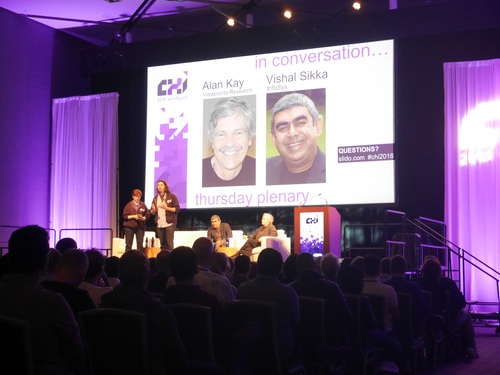 in conversation...
CHI
Alan Kay
Viewpoints Research
Vishal Sikka
InfoSys
QUESTIONS?
slido.com #chi2016
thursday plenary
CHI